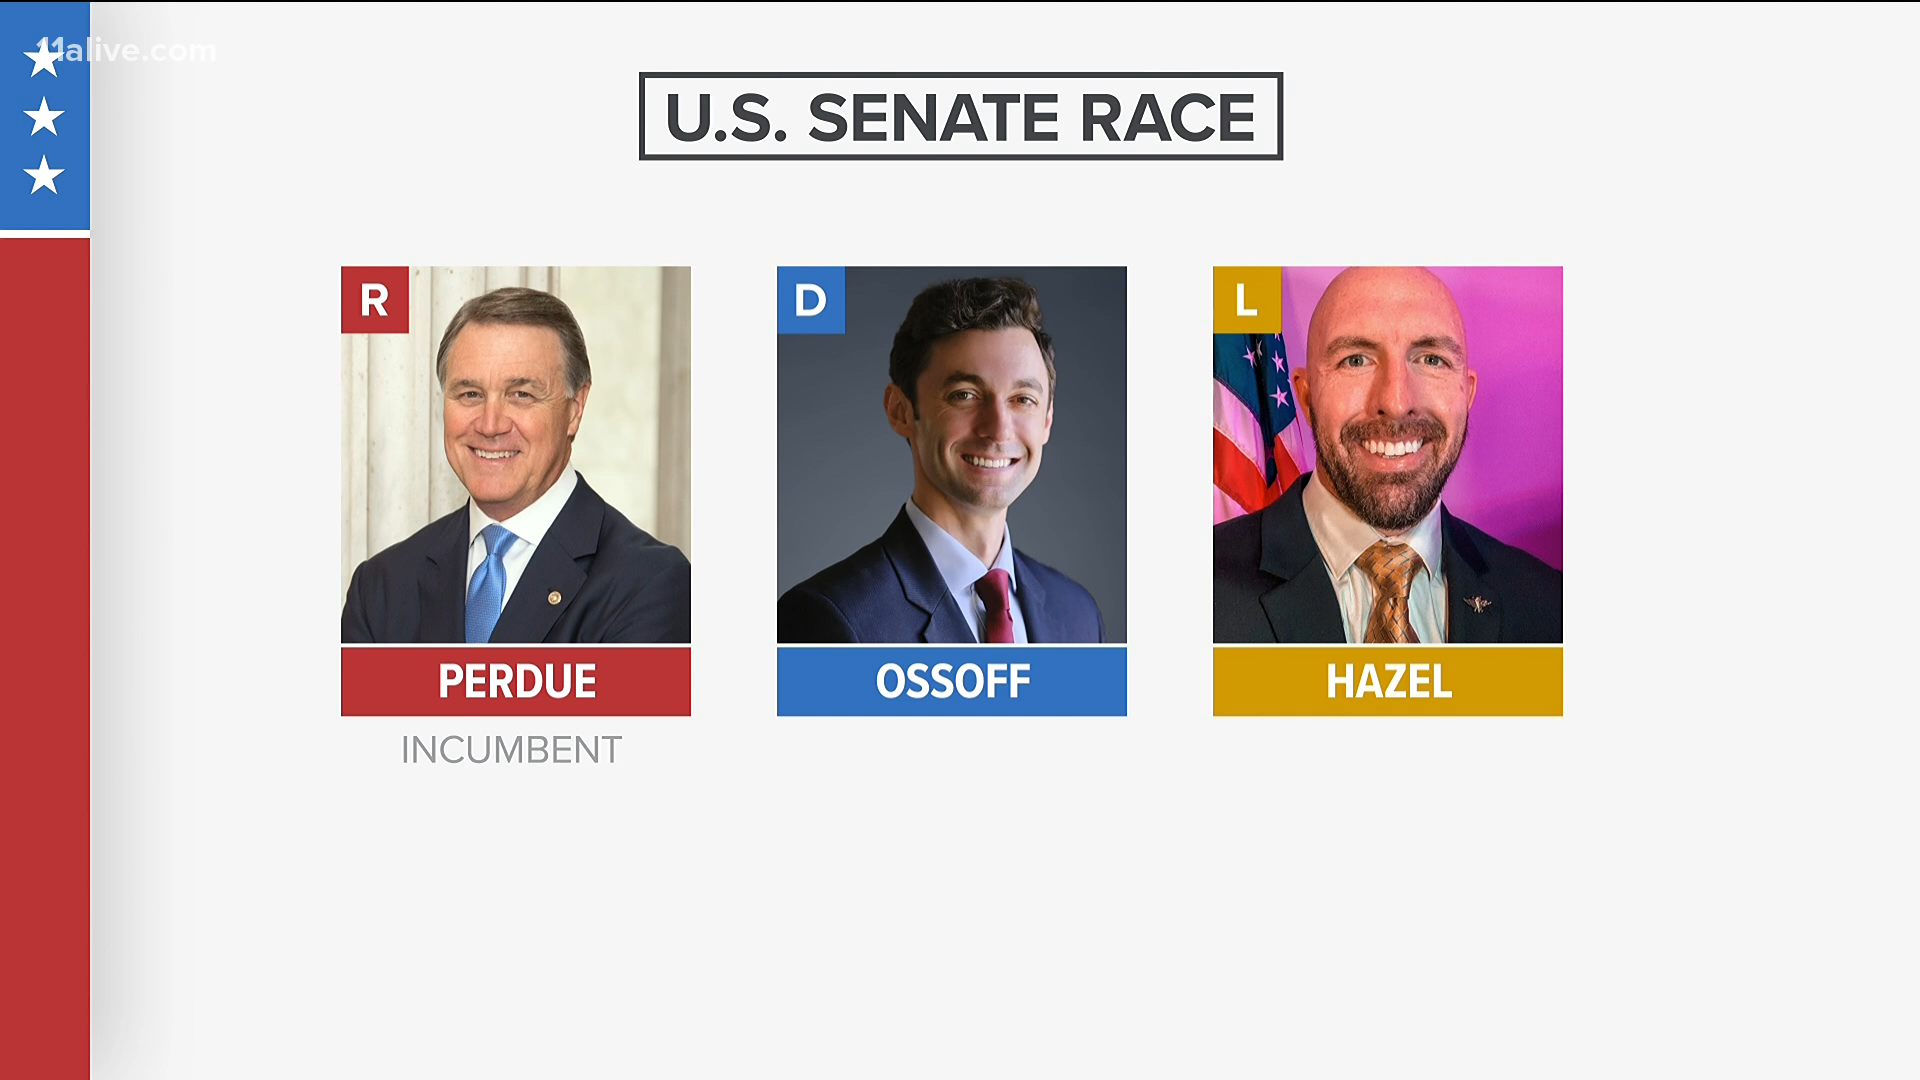 11alive.com
U.S. SENATE RACE
R
D
L
PERDUE
OSSOFF
HAZEL
INCUMBENT